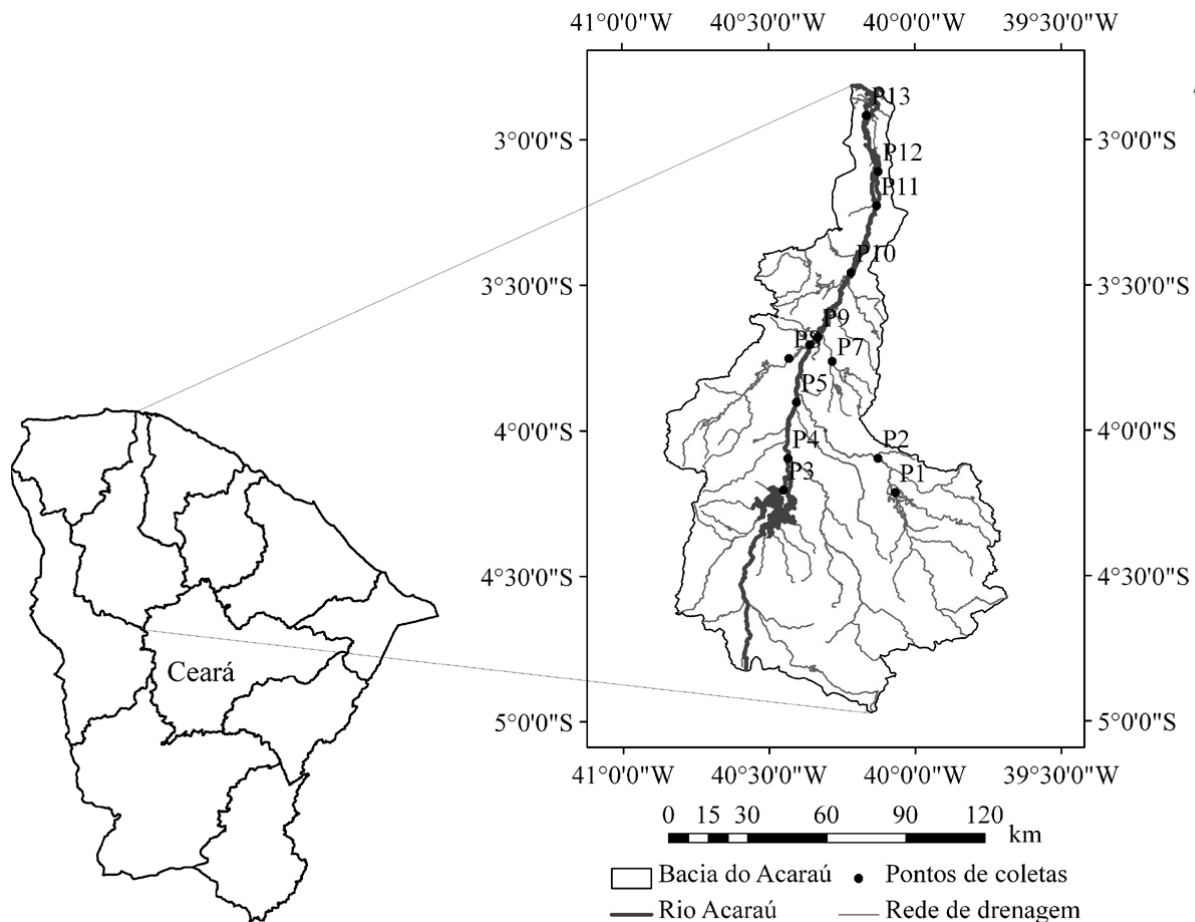 41°0'0"W 40°30'0"W 40°0'0"W 39°30'0"W
P13
3°0'0"S 3°0'0"S
P12
P11
P10
3°30'0"S 3°30'0"S
P9
P7
P5
4°0'0"S 4°0'0"S
P4
P2
P3
P1
4°30'0"S 4°30'0"S
Ceará
5°0'0"S 5°0'0"S
41°0'0"W 40°30'0"W 40°0'0"W 39°30'0"W
0 15 30 60 90 120
km
Bacia do Acaraú Pontos de coletas
Rio Acaraú Rede de drenagem